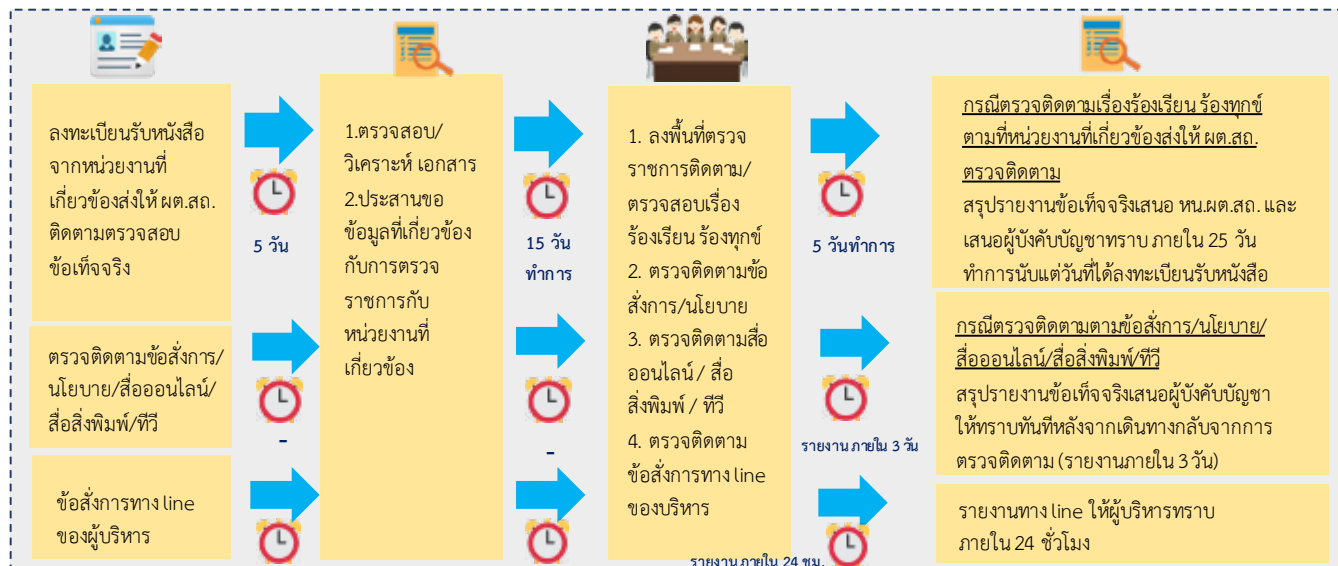 ลงทะเบียนรับหนังสือ
จากหน่วยงานที่
เกี่ยวข้องส่งให้ ผต.สถ.
ติดตามตรวจสอบ
ข้อเท็จจริง
5 วัน
1.ตรวจสอบ/
วิเคราะห์ เอกสาร
2.ประสานขอ
ข้อมูลที่เกี่ยวข้อง
กับการตรวจ
ราชการกับ
หน่วยงานที่
เกี่ยวข้อง
15 วัน
ทำการ
1. ลงพื้นที่ตรวจ
ราชการติดตาม/
ตรวจสอบเรื่อง
ร้องเรียน ร้องทุกข์
2. ตรวจติดตามข้อ
สั่งการ/นโยบาย
3. ตรวจติดตามสื่อ
ออนไลน์ / สื่อ
สิ่งพิมพ์ / ทีวี
4. ตรวจติดตาม
ข้อสั่งการทาง line
ของบริหาร
5 วันทำการ
กรณีตรวจติดตามเรื่องร้องเรียน ร้องทุกข์
ตามที่หน่วยงานที่เกี่ยวข้องส่งให้ ผต.สถ.
ตรวจติดตาม
สรุปรายงานข้อเท็จจริงเสนอ หน.ผต.สถ. และ
เสนอผู้บังคับบัญชาทราบ ภายใน 25 วัน
ทำการนับแต่วันที่ได้ลงทะเบียนรับหนังสือ
ตรวจติดตามข้อสั่งการ/
นโยบาย/สื่อออนไลน์/
สื่อสิ่งพิมพ์/ทีวี
-
-
รายงาน ภายใน 3 วัน
กรณีตรวจติดตามตามข้อสั่งการ/นโยบาย/
สื่อออนไลน์/สื่อสิ่งพิมพ์/ทีวี
สรุปรายงานข้อเท็จจริงเสนอผู้บังคับบัญชา
ให้ทราบทันทีหลังจากเดินทางกลับจากการ
ตรวจติดตาม (รายงานภายใน 3 วัน)
ข้อสั่งการทาง line
ของผู้บริหาร
รายงาน ภายใน 24 ชม.
รายงานทาง line ให้ผู้บริหารทราบ
ภายใน 24 ชั่วโมง